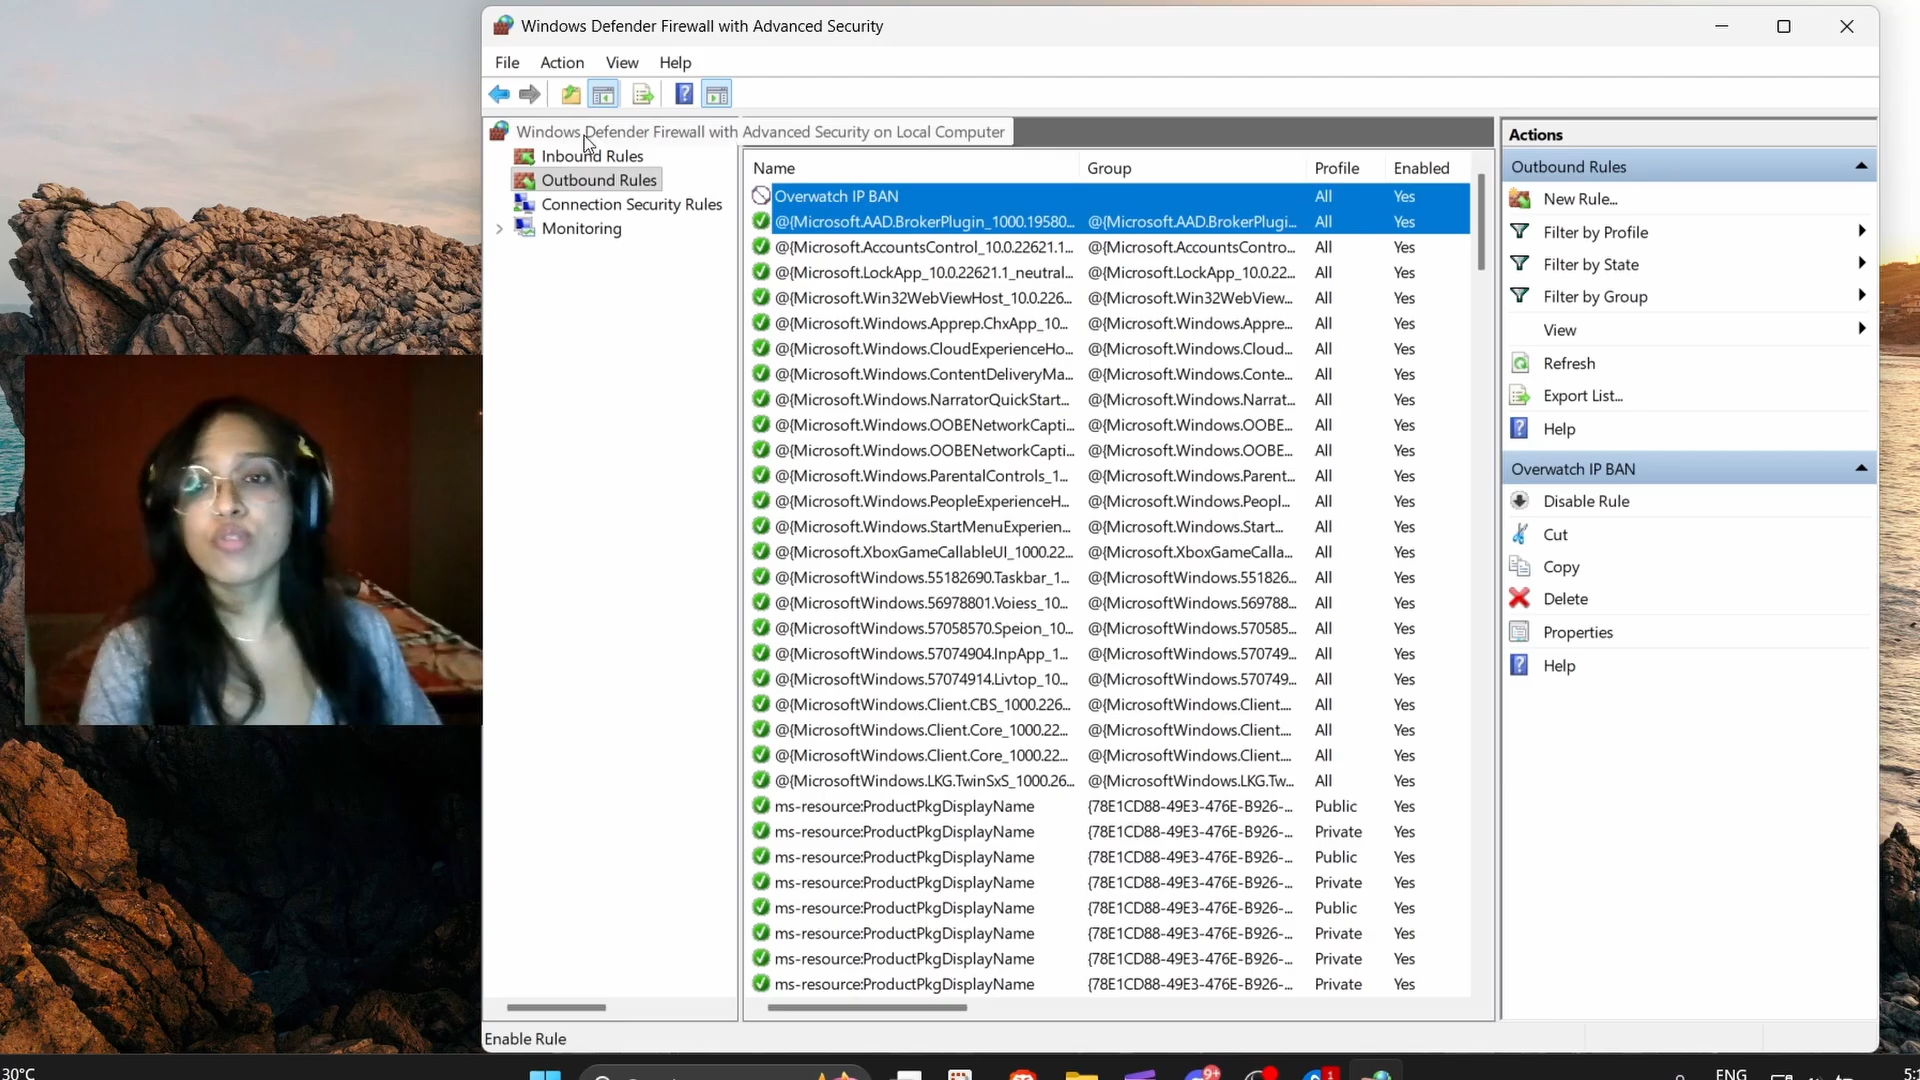 Windows Defender Firewall with Advanced Security
File Action View Help
Windows Defender Firewall with Advanced Security on Local Computer
Inbound Rules
Outbound Rules
Connection Security Rules
Monitoring
Name Group Profile Enabled
Overwatch IP BAN All Yes
@{Microsoft.AAD.BrokerPlugin_1000.19580... @{Microsoft.AAD.BrokerPlugi... All Yes
@{Microsoft.AccountsControl_10.0.22621.1... @{Microsoft.AccountsContro... All Yes
@{Microsoft.LockApp_10.0.22621.1_neutral... @{Microsoft.LockApp_10.0.22... All Yes
@{Microsoft.Win32WebViewHost_10.0.226... @{Microsoft.Win32WebView... All Yes
@{Microsoft.Windows.Apprep.ChxApp_10... @{Microsoft.Windows.Appre... All Yes
@{Microsoft.Windows.CloudExperienceHo... @{Microsoft.Windows.Cloud... All Yes
@{Microsoft.Windows.ContentDeliveryMa... @{Microsoft.Windows.Conte... All Yes
@{Microsoft.Windows.NarratorQuickStart... @{Microsoft.Windows.Narrat... All Yes
@{Microsoft.Windows.OOBENetworkCapti... @{Microsoft.Windows.OOBE... All Yes
@{Microsoft.Windows.OOBENetworkCapti... @{Microsoft.Windows.OOBE... All Yes
@{Microsoft.Windows.ParentalControls_1... @{Microsoft.Windows.Parent... All Yes
@{Microsoft.Windows.PeopleExperienceH... @{Microsoft.Windows.Peopl... All Yes
@{Microsoft.Windows.StartMenuExperien... @{Microsoft.Windows.Start... All Yes
@{Microsoft.XboxGameCallableUI_1000.22... @{Microsoft.XboxGameCalla... All Yes
@{MicrosoftWindows.55182690.Taskbar_1... @{MicrosoftWindows.551826... All Yes
@{MicrosoftWindows.56978801.Voiess_10... @{MicrosoftWindows.569788... All Yes
@{MicrosoftWindows.57058570.Speion_10... @{MicrosoftWindows.570585... All Yes
@{MicrosoftWindows.57074904.InpApp_1... @{MicrosoftWindows.570749... All Yes
@{MicrosoftWindows.57074914.Livtop_10... @{MicrosoftWindows.570749... All Yes
@{MicrosoftWindows.Client.CBS_1000.226... @{MicrosoftWindows.Client.... All Yes
@{MicrosoftWindows.Client.Core_1000.22... @{MicrosoftWindows.Client.... All Yes
@{MicrosoftWindows.Client.Core_1000.22... @{MicrosoftWindows.Client.... All Yes
@{MicrosoftWindows.LKG.TwinSxS_1000.26... @{MicrosoftWindows.LKG.Tw... All Yes
ms-resource:ProductPkgDisplayName {78E1CD88-49E3-476E-B926-... Public Yes
ms-resource:ProductPkgDisplayName {78E1CD88-49E3-476E-B926-... Private Yes
ms-resource:ProductPkgDisplayName {78E1CD88-49E3-476E-B926-... Public Yes
ms-resource:ProductPkgDisplayName {78E1CD88-49E3-476E-B926-... Private Yes
ms-resource:ProductPkgDisplayName {78E1CD88-49E3-476E-B926-... Public Yes
ms-resource:ProductPkgDisplayName {78E1CD88-49E3-476E-B926-... Private Yes
ms-resource:ProductPkgDisplayName {78E1CD88-49E3-476E-B926-... Private Yes
ms-resource:ProductPkgDisplayName {78E1CD88-49E3-476E-B926-... Private Yes
Actions
Outbound Rules
New Rule...
Filter by Profile
Filter by State
Filter by Group
View
Refresh
Export List...
Help
Overwatch IP BAN
Disable Rule
Cut
Copy
Delete
Properties
Help
Enable Rule
30°C
9+
1
ENG